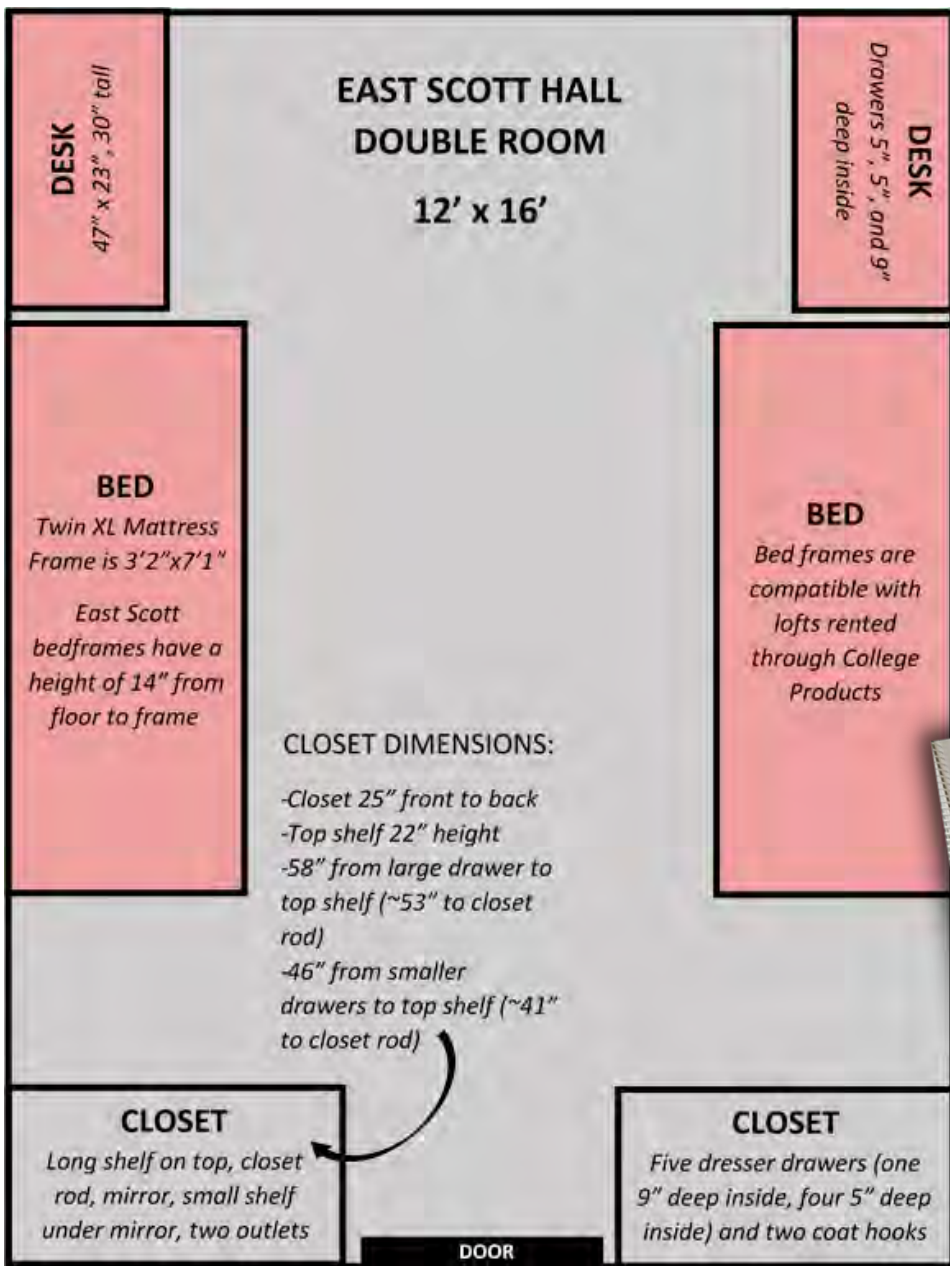 EAST SCOTT HALL
DOUBLE ROOM
12' x 16'
DESK
47" x 23", 30" tall
DESK
Drawers 5", 5", and 9"
deep inside
BED
Twin XL Mattress
Frame is 3'2"x7'1"
East Scott
bedframes have a
height of 14" from
floor to frame
BED
Bed frames are
compatible with
lofts rented
through College
Products
CLOSET DIMENSIONS:
-Closet 25" front to back
-Top shelf 22" height
-58" from large drawer to
top shelf (~53" to closet
rod)
-46" from smaller
drawers to top shelf (~41"
to closet rod)
CLOSET
Long shelf on top, closet
rod, mirror, small shelf
under mirror, two outlets
CLOSET
Five dresser drawers (one
9" deep inside, four 5" deep
inside) and two coat hooks
DOOR